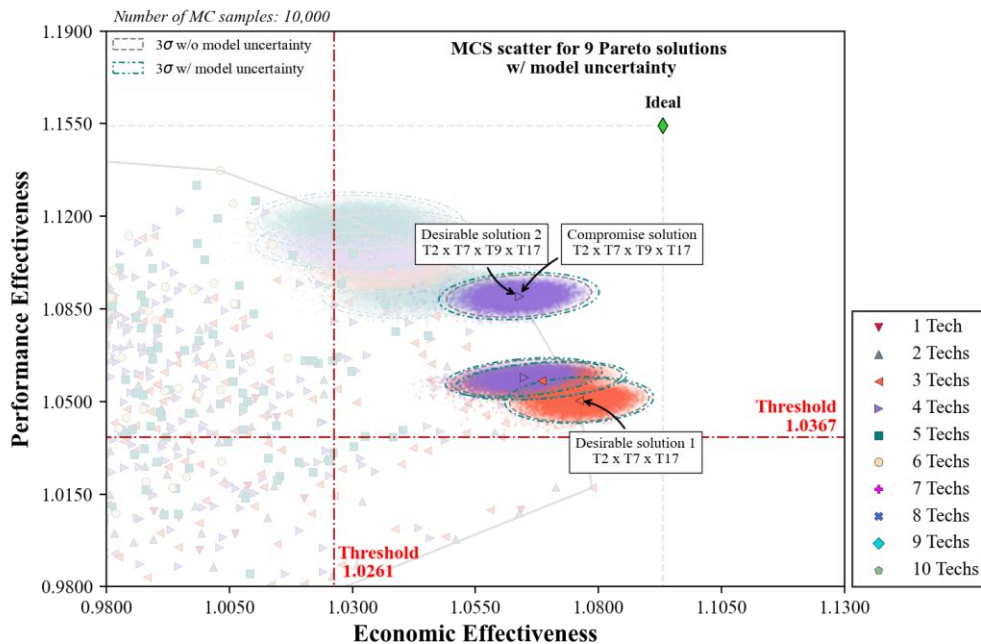 Number of MC samples: 10,000
3σ w/o model uncertainty
3σ w/ model uncertainty
MCS scatter for 9 Pareto solutions
w/ model uncertainty
Ideal
Desirable solution 2
T2 x T7 x T9 x T17
Compromise solution
T2 x T7 x T9 x T17
Threshold
1.0367
Desirable solution 1
T2 x T7 x T17
Threshold
1.0261
Performance Effectiveness
1.1900
1.1550
1.1200
1.0850
1.0500
1.0150
0.9800
0.9800
1.0050
1.0300
1.0550
1.0800
1.1050
1.1300
Economic Effectiveness
1 Tech
2 Techs
3 Techs
4 Techs
5 Techs
6 Techs
7 Techs
8 Techs
9 Techs
10 Techs